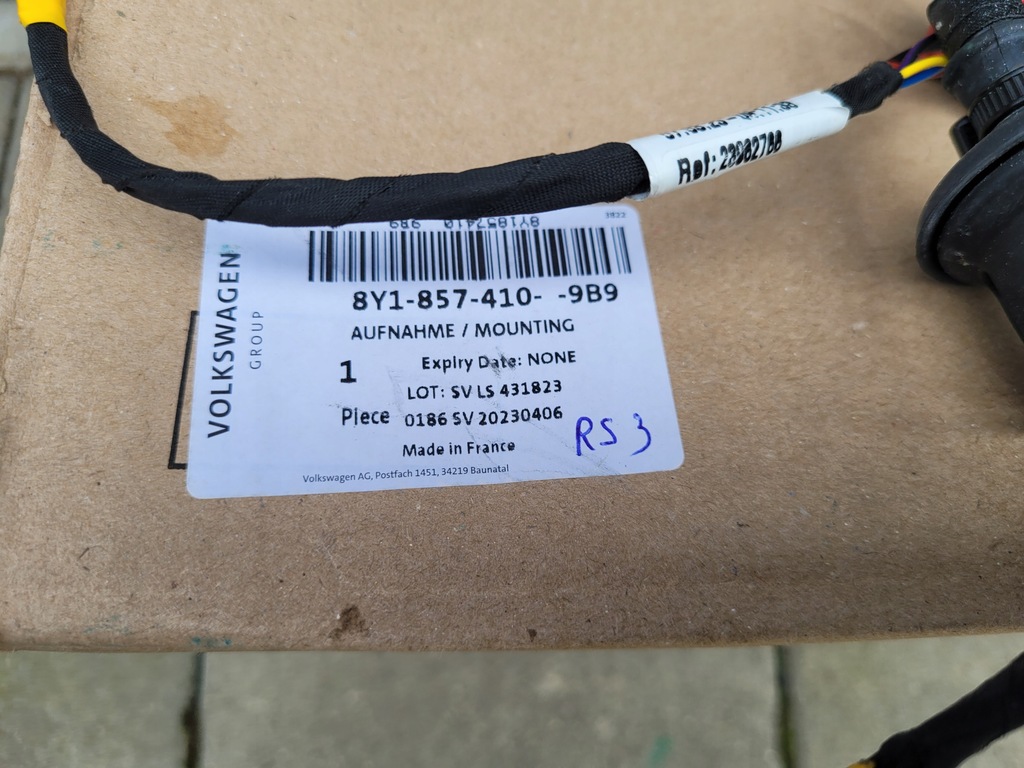 Ref: 23082780
3822
8Y1857410 9B9
VOLKSWAGEN
GROUP
8Y1-857-410- -9B9
AUFNAHME / MOUNTING
1
Piece
Expiry Date: NONE
LOT: SV LS 431823
0186 SV 20230406
Made in France
RS3
Volkswagen AG, Postfach 1451, 34219 Baunatal